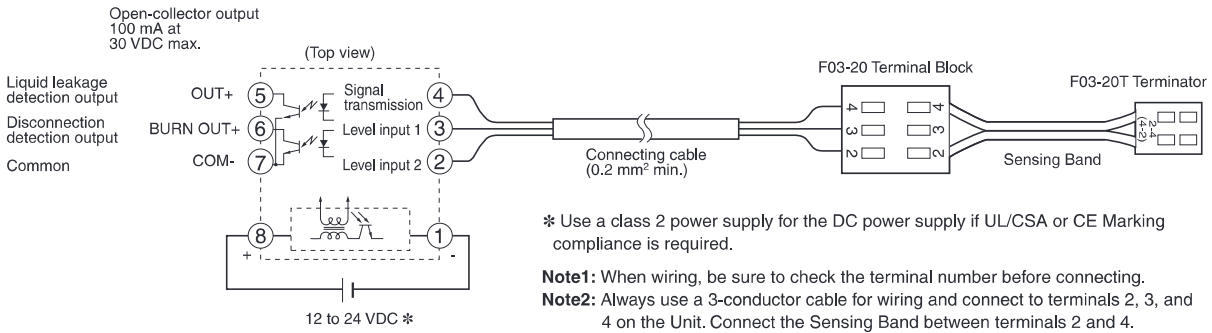 Open-collector output
100 mA at
30 VDC max.
(Top view)
F03-20 Terminal Block
F03-20T Terminator
Liquid leakage
detection output
OUT+
5
Signal
transmission
4
Disconnection
detection output
BURN OUT+
6
Level input 1
3
Common
COM-
7
Level input 2
2
4
3
2
4
3
2
2-4
(4-2)
Connecting cable
(0.2 mm² min.)
Sensing Band
8
1
+
-
12 to 24 VDC ✻
✻ Use a class 2 power supply for the DC power supply if UL/CSA or CE Marking
compliance is required.
Note1: When wiring, be sure to check the terminal number before connecting.
Note2: Always use a 3-conductor cable for wiring and connect to terminals 2, 3, and
4 on the Unit. Connect the Sensing Band between terminals 2 and 4.